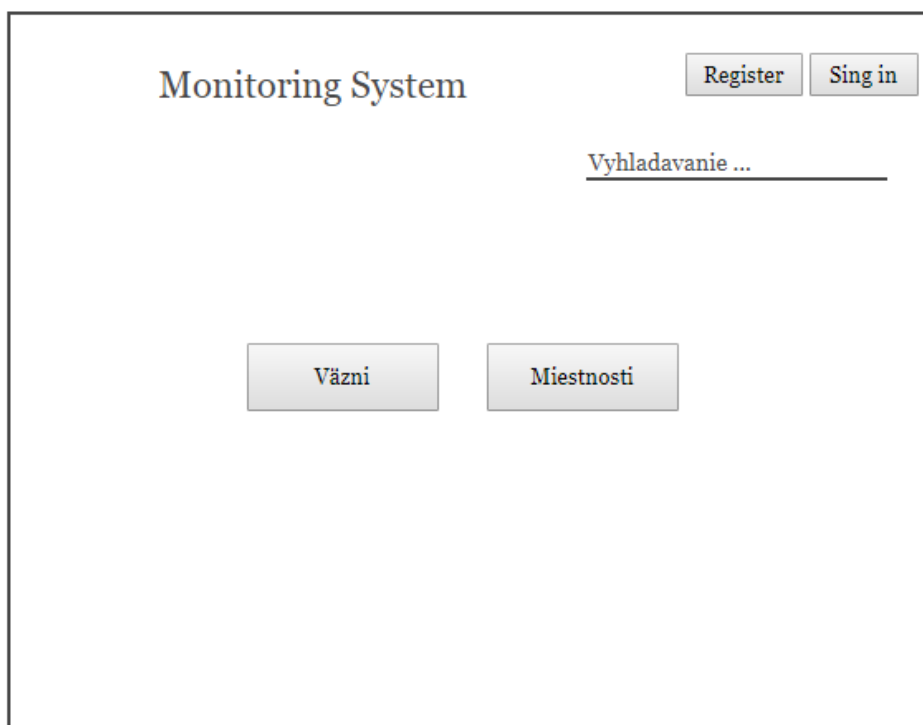 Monitoring System
Register
Sing in
Vyhladavanie ...
Väzni
Miestnosti